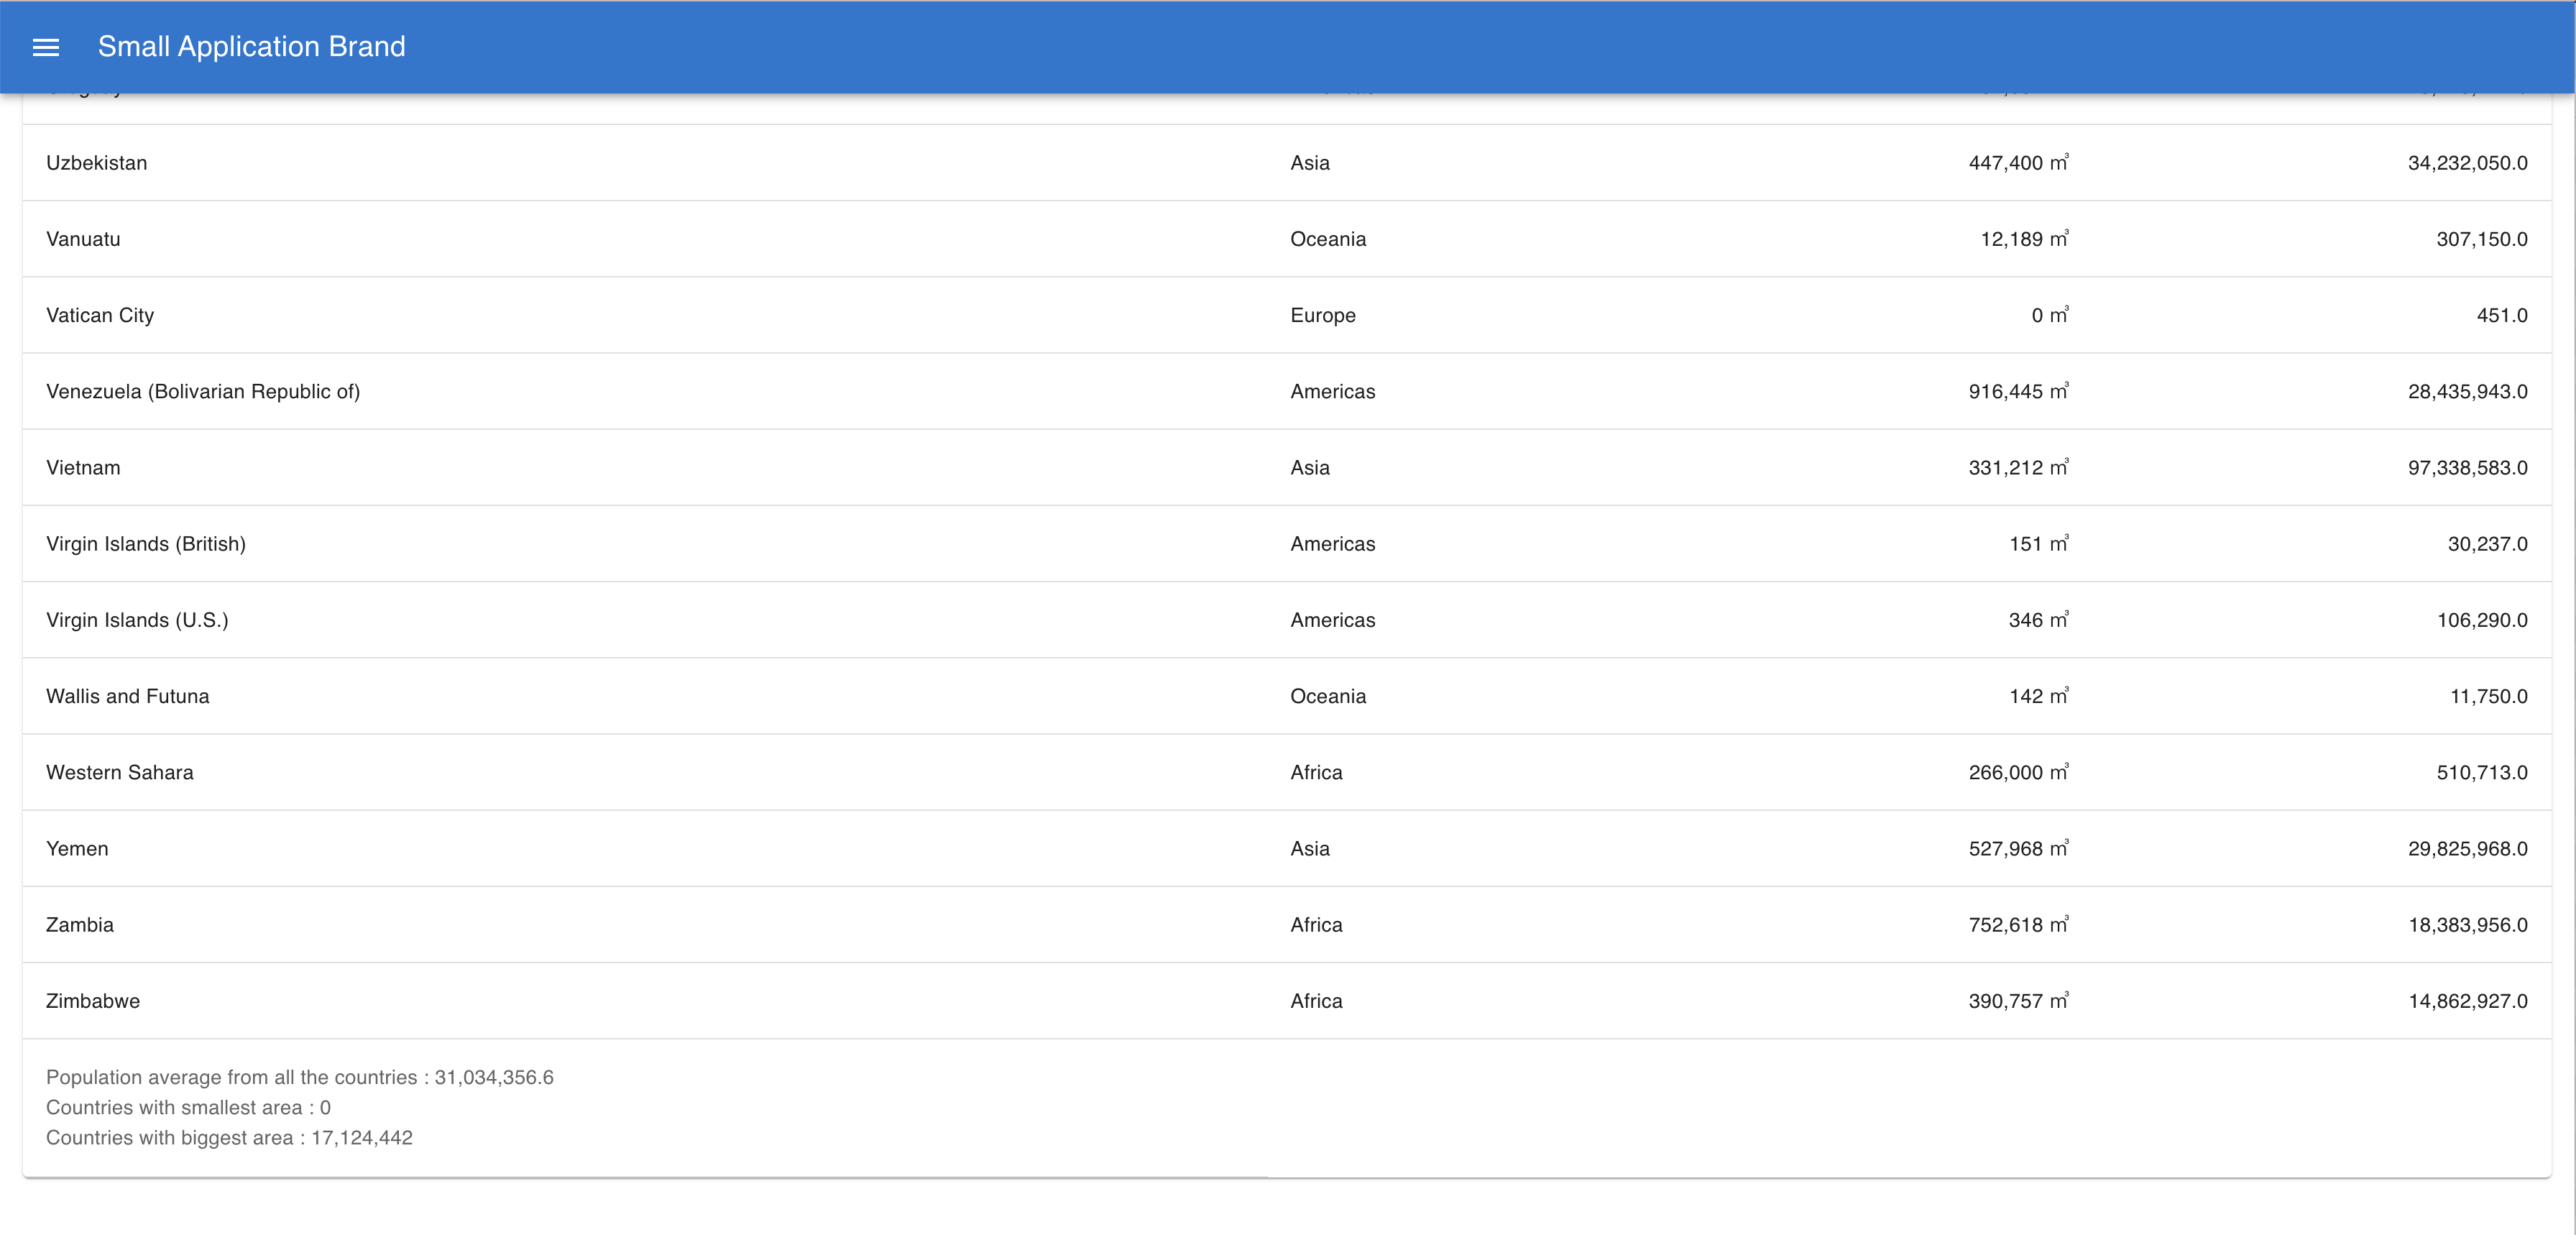 Small Application Brand
Uzbekistan Asia 447,400 m³ 34,232,050.0
Vanuatu Oceania 12,189 m³ 307,150.0
Vatican City Europe 0 m³ 451.0
Venezuela (Bolivarian Republic of) Americas 916,445 m³ 28,435,943.0
Vietnam Asia 331,212 m³ 97,338,583.0
Virgin Islands (British) Americas 151 m³ 30,237.0
Virgin Islands (U.S.) Americas 346 m³ 106,290.0
Wallis and Futuna Oceania 142 m³ 11,750.0
Western Sahara Africa 266,000 m³ 510,713.0
Yemen Asia 527,968 m³ 29,825,968.0
Zambia Africa 752,618 m³ 18,383,956.0
Zimbabwe Africa 390,757 m³ 14,862,927.0
Population average from all the countries : 31,034,356.6
Countries with smallest area : 0
Countries with biggest area : 17,124,442